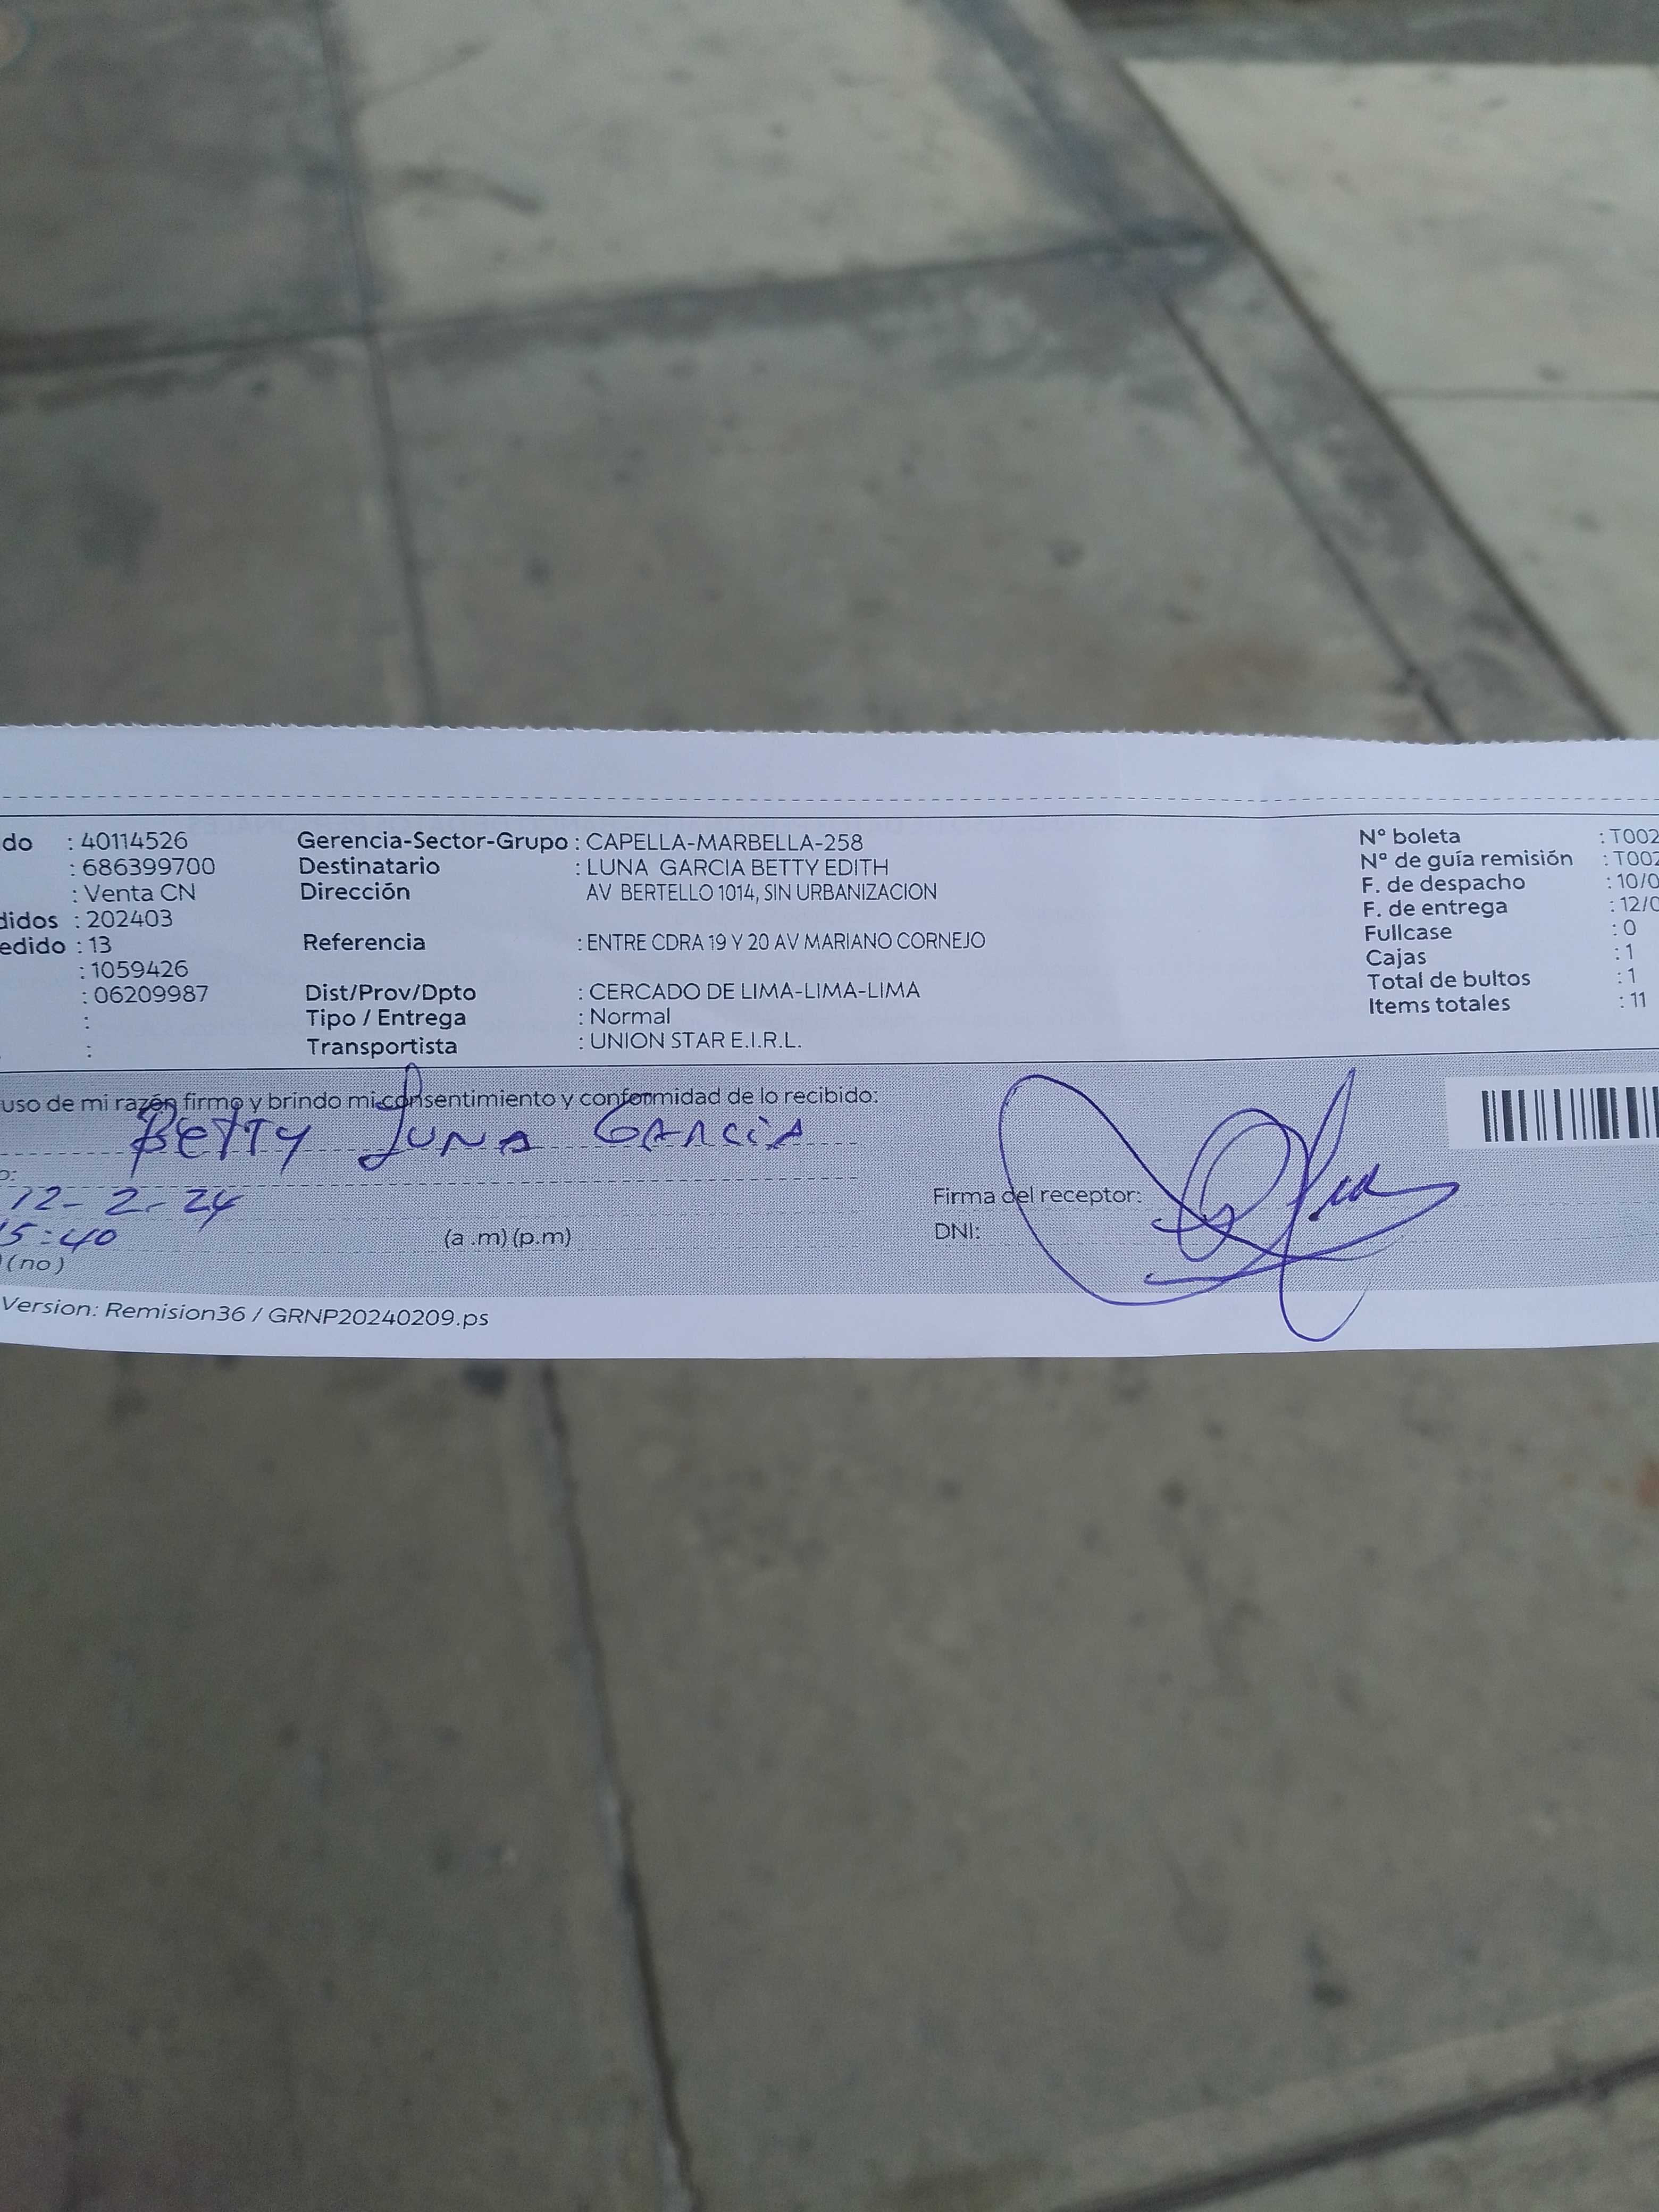 do : 40114526 Gerencia-Sector-Grupo : CAPELLA-MARBELLA-258 N° boleta : T002
: 686399700 Destinatario : LUNA GARCIA BETTY EDITH N° de guía remisión : T002
: Venta CN Dirección AV BERTELLO 1014, SIN URBANIZACION F. de despacho : 10/0
didos : 202403 F. de entrega : 12/0
edido : 13 Referencia : ENTRE CDRA 19 Y 20 AV MARIANO CORNEJO Fullcase : 0
: 1059426 Cajas : 1
: 06209987 Dist/Prov/Dpto : CERCADO DE LIMA-LIMA-LIMA Total de bultos : 1
: Tipo / Entrega : Normal Items totales : 11
: Transportista : UNION STAR E.I.R.L.
uso de mi razón firmo y brindo mi consentimiento y conformidad de lo recibido:
Betty Luna Garcia
o:
12-2-24 Firma del receptor:
15:40 (a .m) (p.m) DNI:
) (no)
Version: Remision36 / GRNP20240209.ps